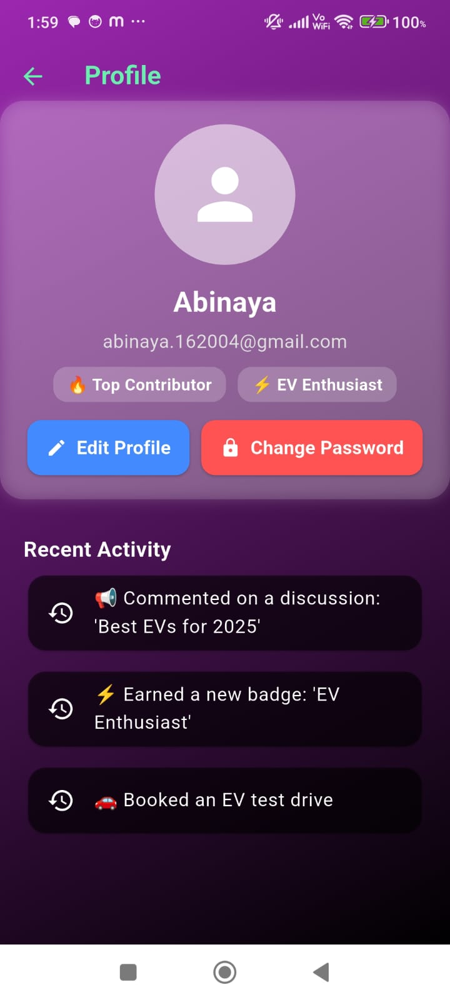 1:59 m ...
Vo WiFi 100%
Profile
Abinaya
abinaya.162004@gmail.com
🔥 Top Contributor ⚡ EV Enthusiast
Edit Profile Change Password
Recent Activity
📢 Commented on a discussion:
'Best EVs for 2025'
⚡ Earned a new badge: 'EV
Enthusiast'
🚗 Booked an EV test drive